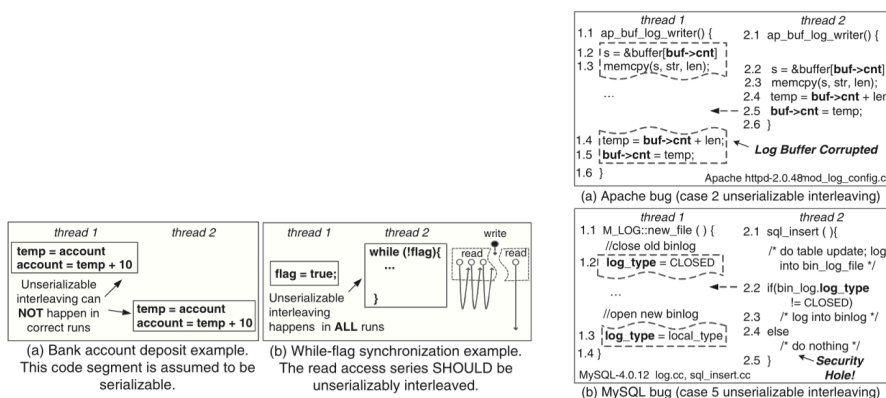 thread 1
thread 2
temp = account
account = temp + 10
Unserializable
interleaving can
NOT happen in
correct runs
temp = account
account = temp + 10
(a) Bank account deposit example.
This code segment is assumed to be
serializable.
thread 1
thread 2
write
while (!flag){
...
}
read
read
flag = true;
Unserializable
interleaving
happens in ALL runs
(b) While-flag synchronization example.
The read access series SHOULD be
unserializably interleaved.
thread 1
thread 2
1.1 ap_buf_log_writer() {
2.1 ap_buf_log_writer() {
1.2 s = &buffer[buf->cnt]
1.3 memcpy(s, str, len);
2.2 s = &buffer[buf->cnt]
2.3 memcpy(s, str, len);
...
2.4 temp = buf->cnt + len
2.5 buf->cnt = temp;
2.6 }
1.4 temp = buf->cnt + len;
1.5 buf->cnt = temp;
Log Buffer Corrupted
1.6 }
Apache httpd-2.0.48mod_log_config.c
(a) Apache bug (case 2 unserializable interleaving)
thread 1
thread 2
1.1 M_LOG::new_file ( ) {
2.1 sql_insert ( ){
//close old binlog
/* do table update; log
into bin_log_file */
1.2 log_type = CLOSED
...
2.2 if(bin_log.log_type
!= CLOSED)
//open new binlog
2.3 /* log into binlog */
1.3 log_type = local_type
2.4 else
/* do nothing */
1.4 }
2.5 }
Security
Hole!
MySQL-4.0.12 log.cc, sql_insert.cc
(b) MySQL bug (case 5 unserializable interleaving)